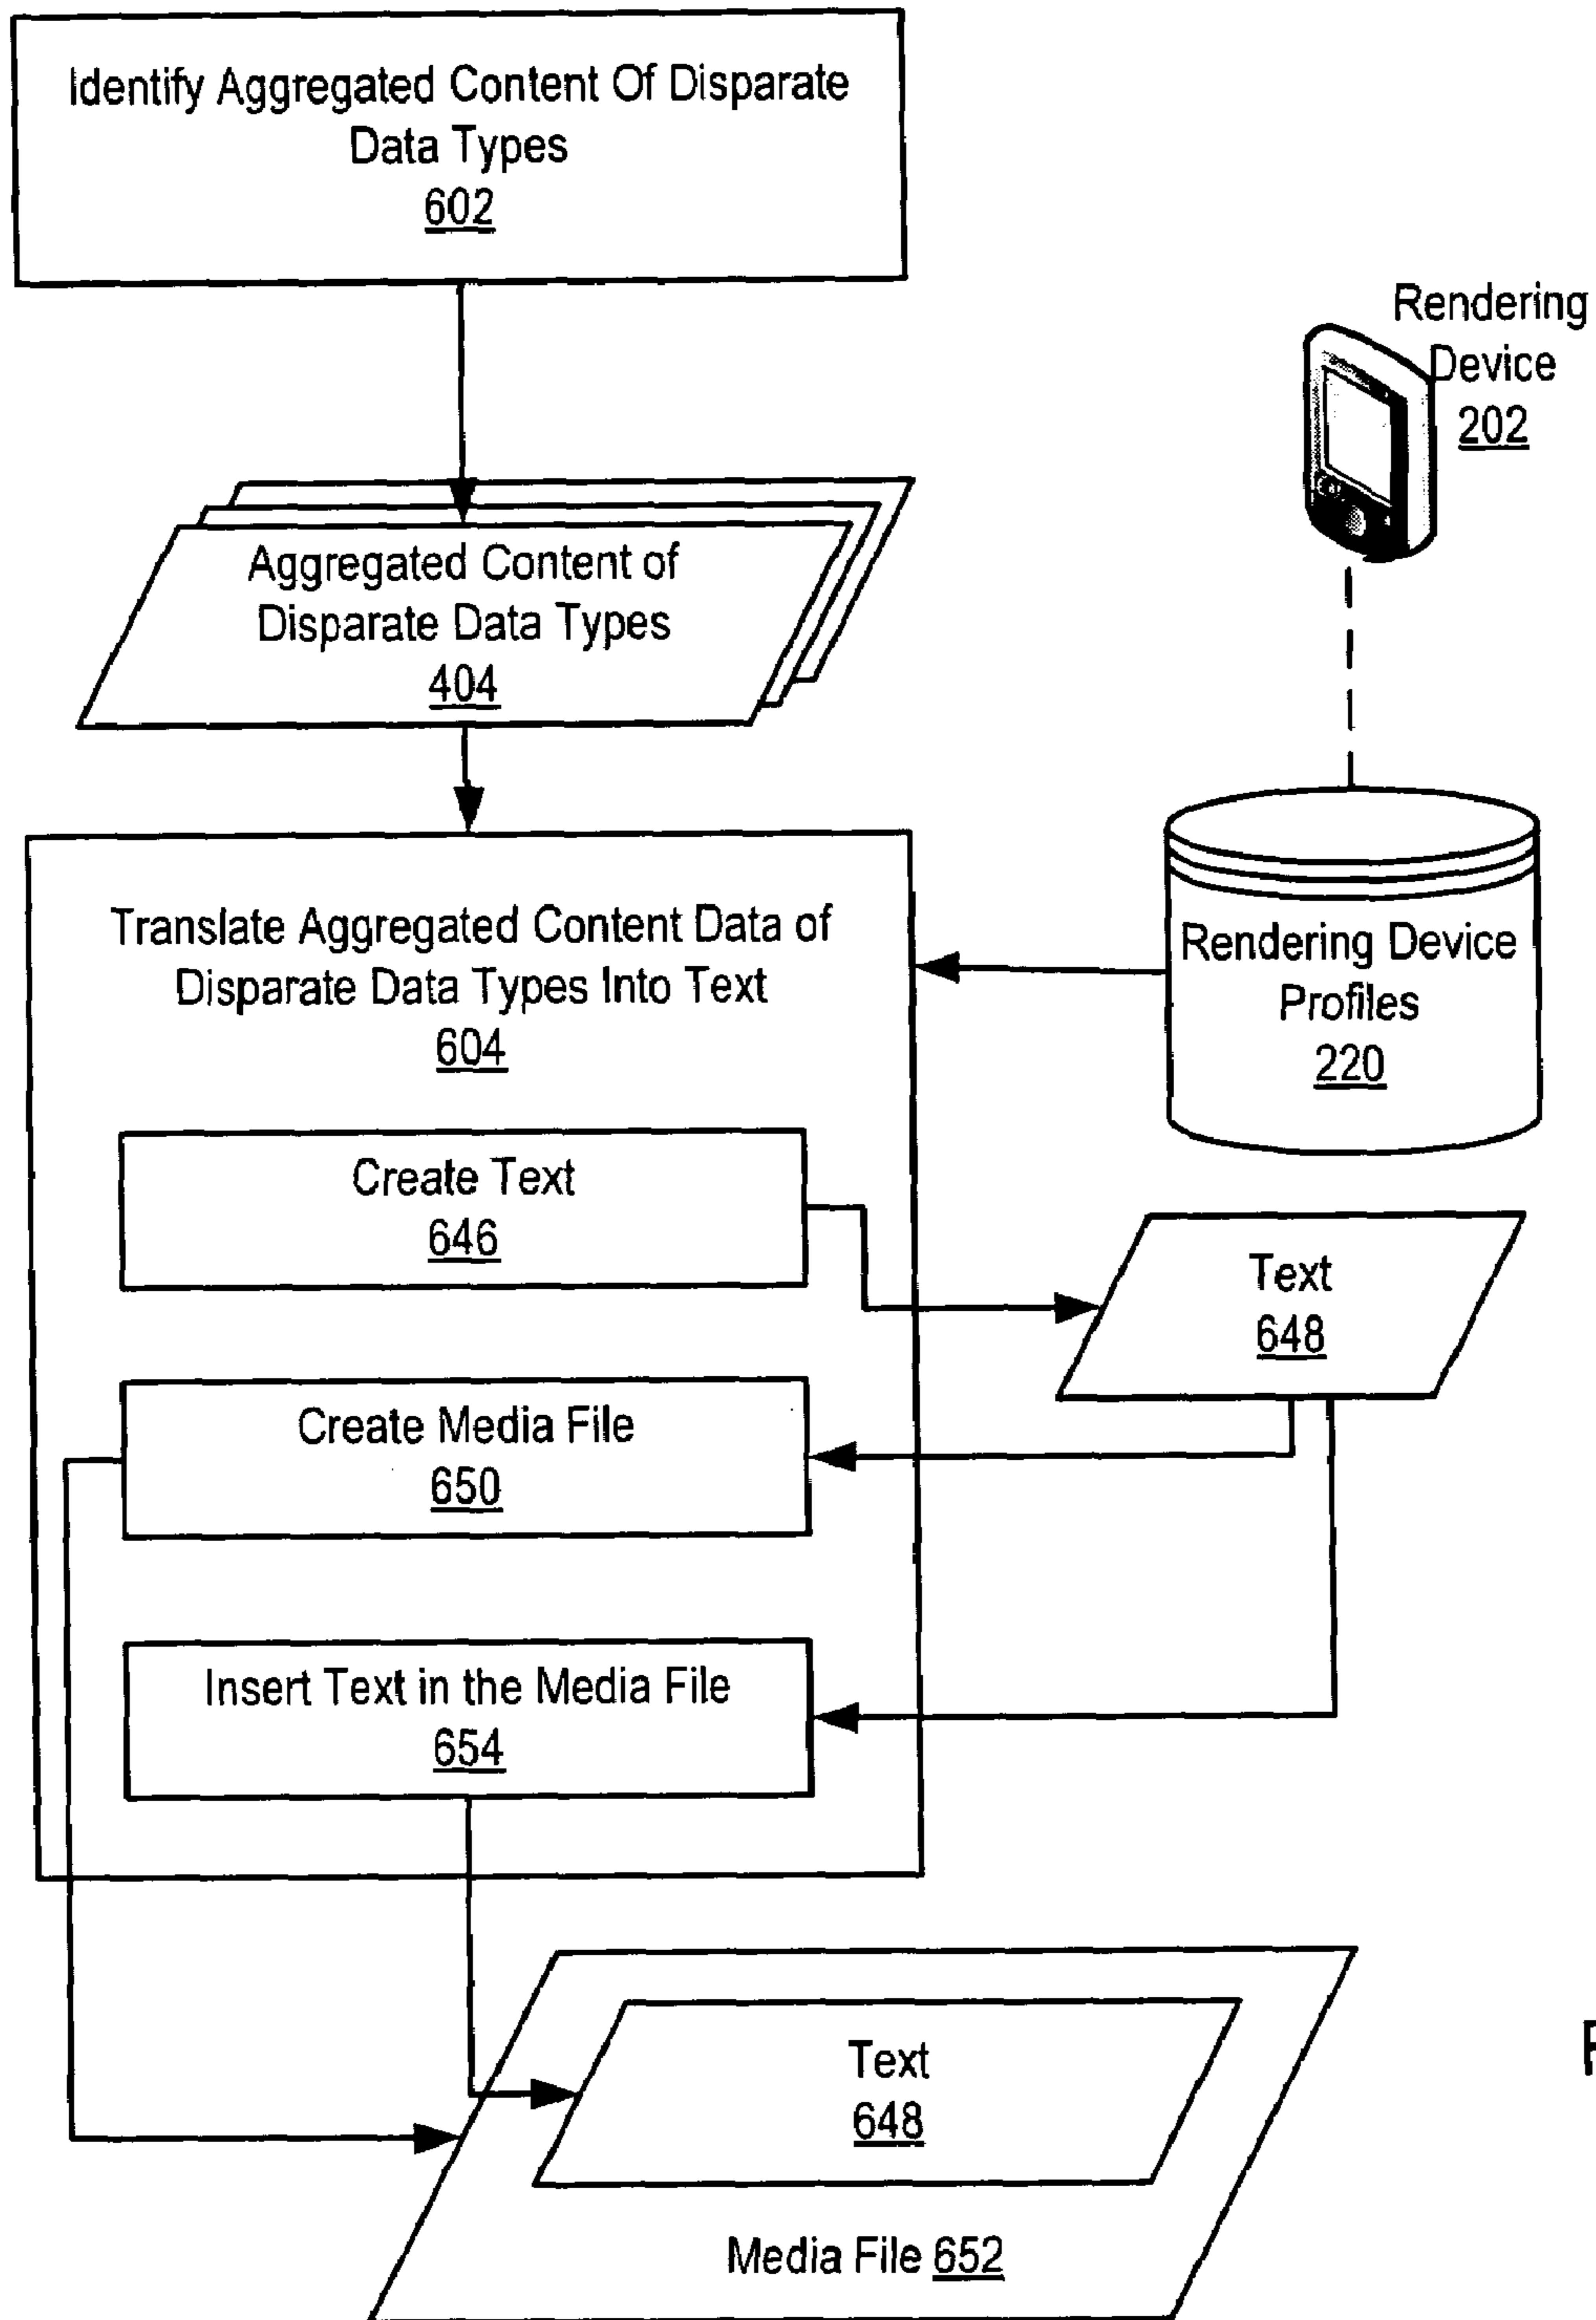 Identify Aggregated Content Of Disparate
Data Types
602
Rendering
Device
202
Aggregated Content of
Disparate Data Types
404
Translate Aggregated Content Data of
Disparate Data Types Into Text
604
Rendering Device
Profiles
220
Create Text
646
Text
648
Create Media File
650
Insert Text in the Media File
654
Text
648
Media File 652